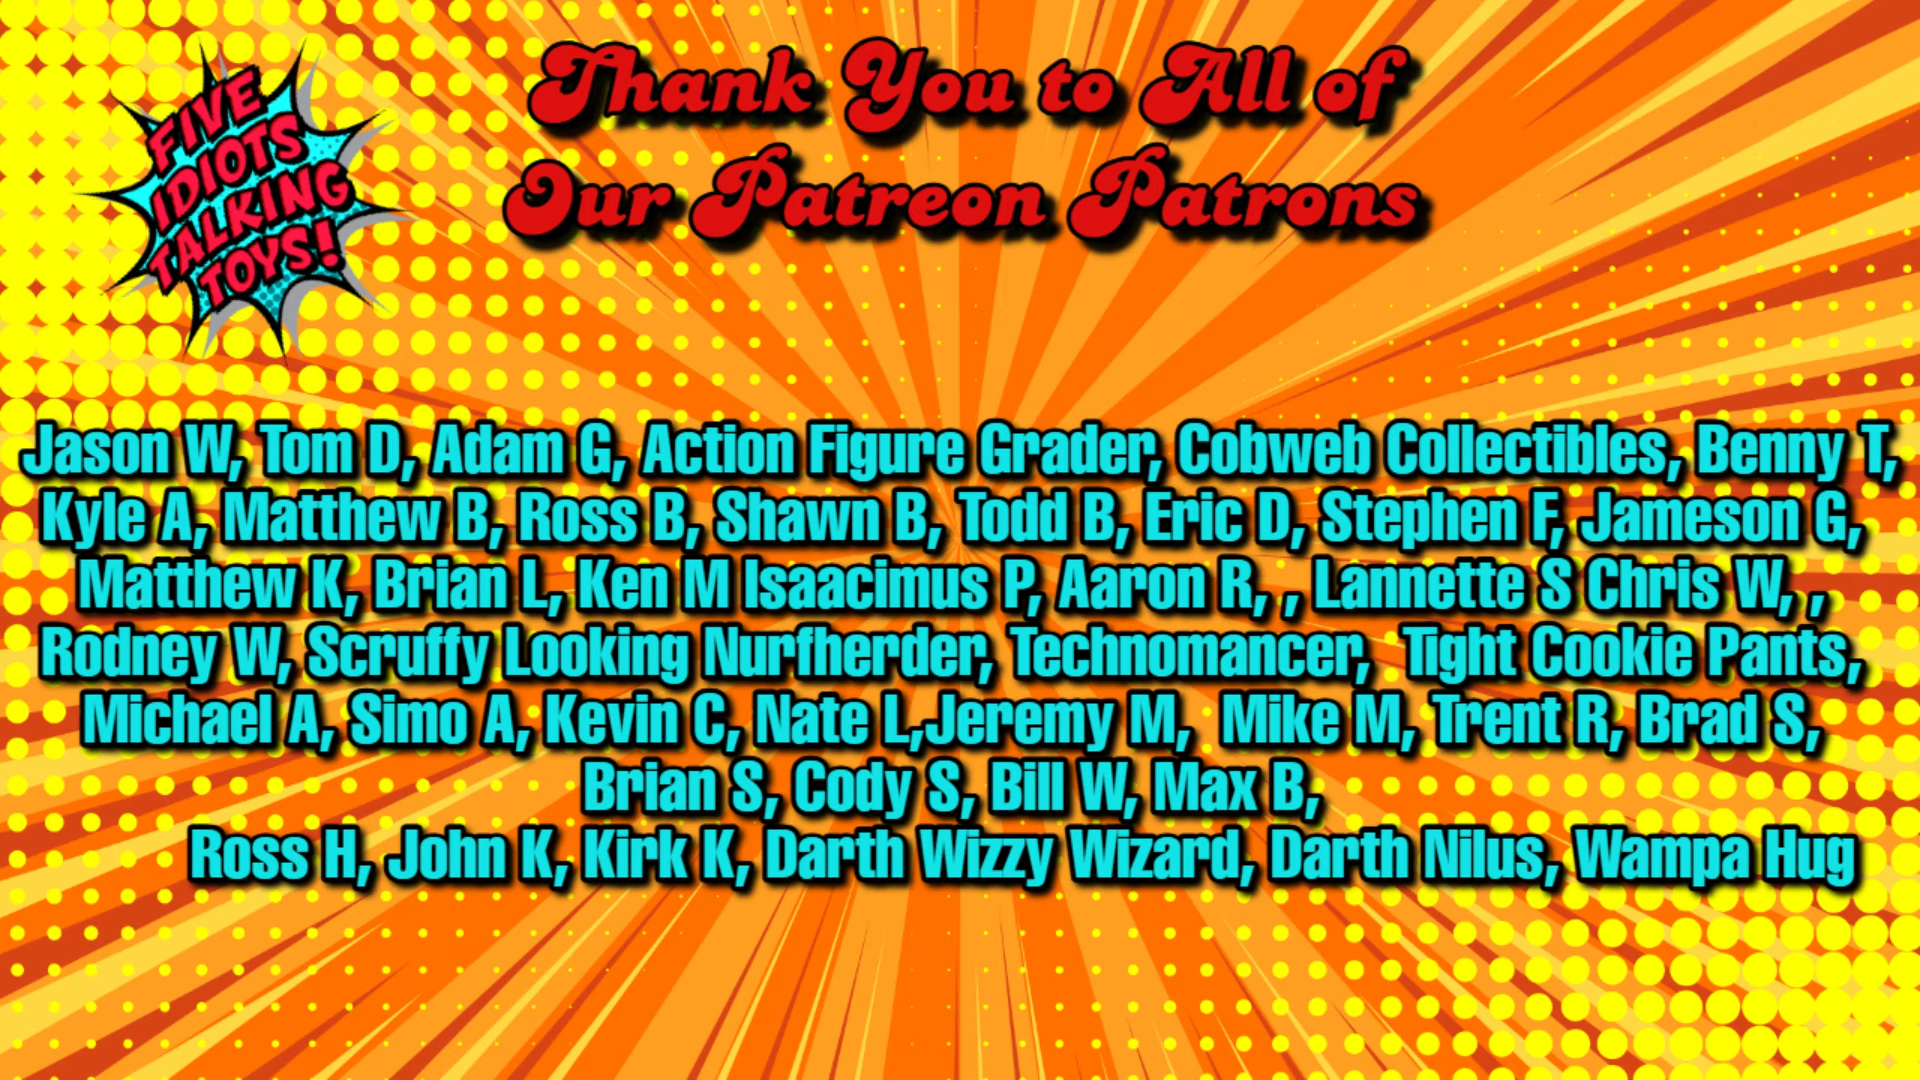 FIVE
IDIOTS
TALKING
TOYS!
Thank You to All of
Our Patreon Patrons
Jason W, Tom D, Adam G, Action Figure Grader, Cobweb Collectibles, Benny T,
Kyle A, Matthew B, Ross B, Shawn B, Todd B, Eric D, Stephen F, Jameson G,
Matthew K, Brian L, Ken M Isaacimus P, Aaron R, , Lannette S Chris W, ,
Rodney W, Scruffy Looking Nurfherder, Technomancer, Tight Cookie Pants,
Michael A, Simo A, Kevin C, Nate L,Jeremy M, Mike M, Trent R, Brad S,
Brian S, Cody S, Bill W, Max B,
Ross H, John K, Kirk K, Darth Wizzy Wizard, Darth Nilus, Wampa Hug